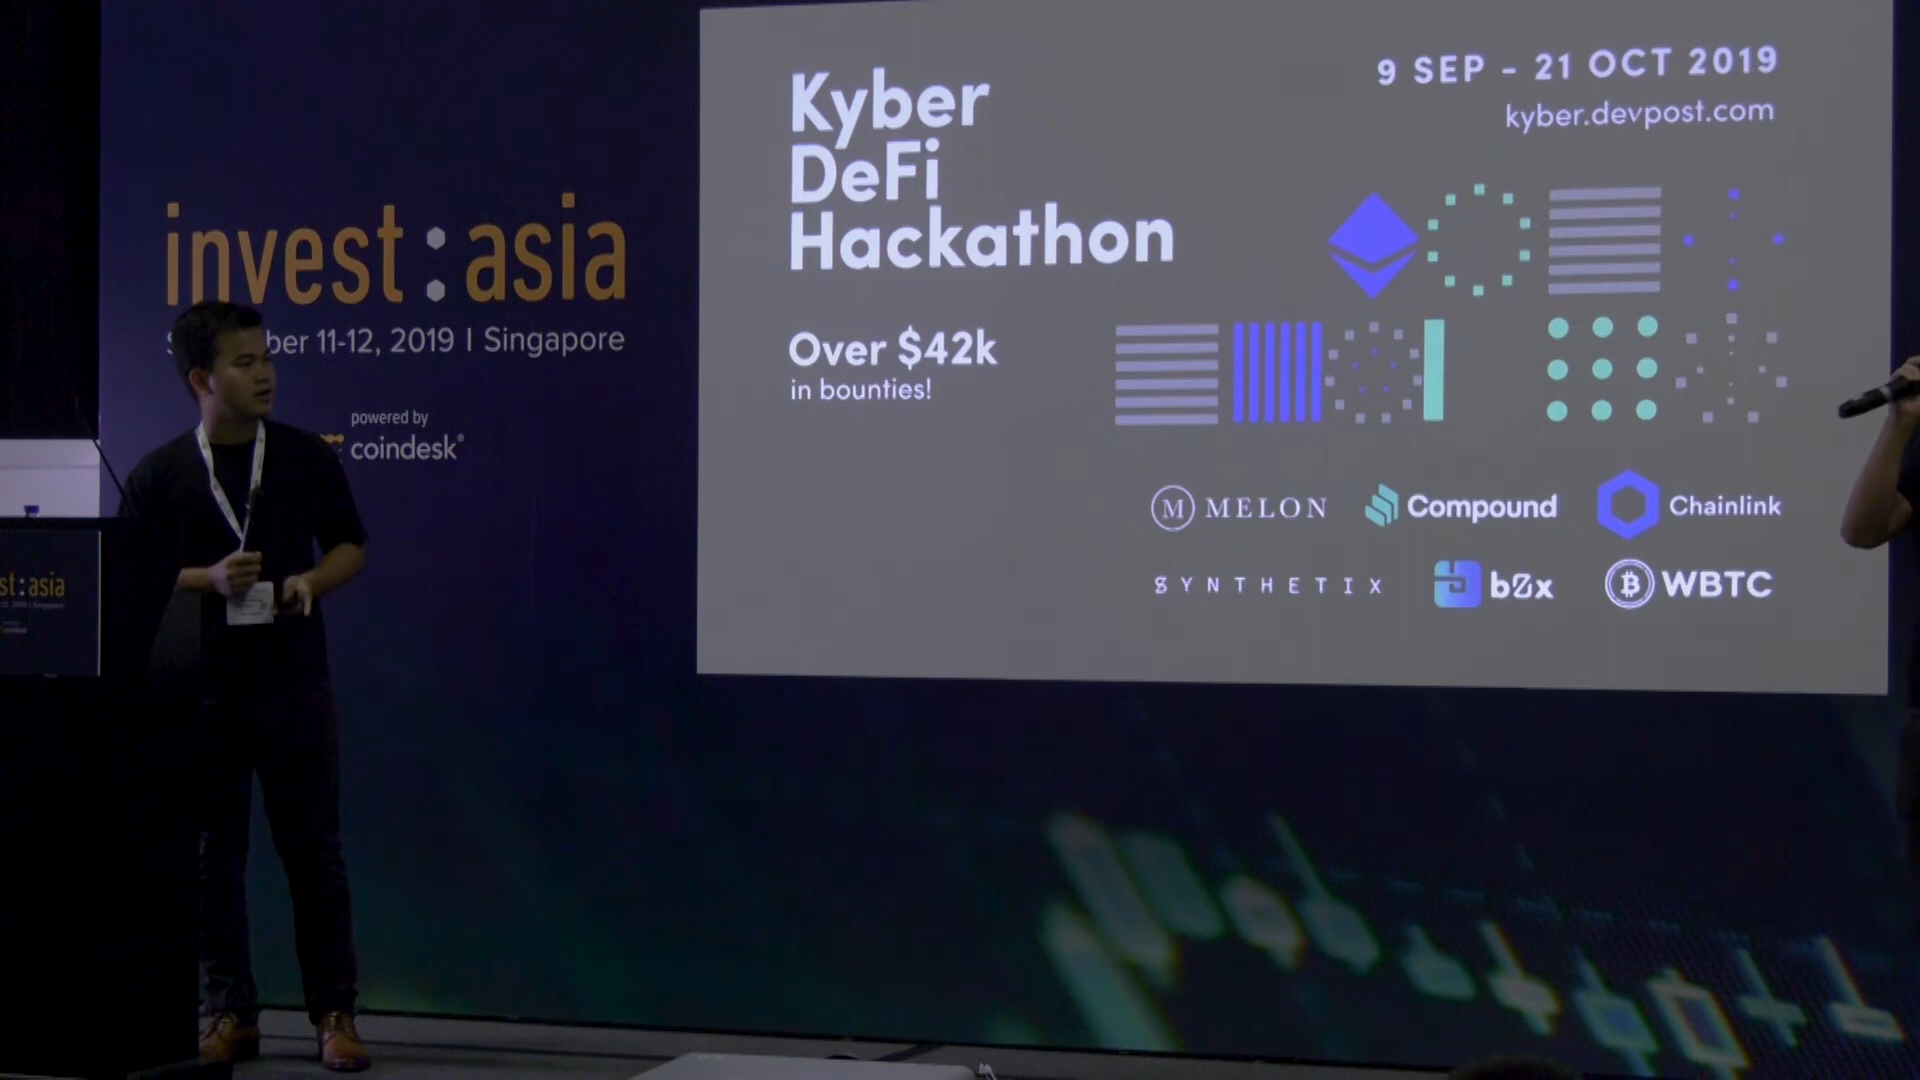 invest:asia
ber 11-12, 2019 | Singapore
powered by
coindesk
st:asia
Kyber
DeFi
Hackathon
Over $42k
in bounties!
9 SEP - 21 OCT 2019
kyber.devpost.com
M MELON
Compound
Chainlink
SYNTHETIX
b0x
WBTC